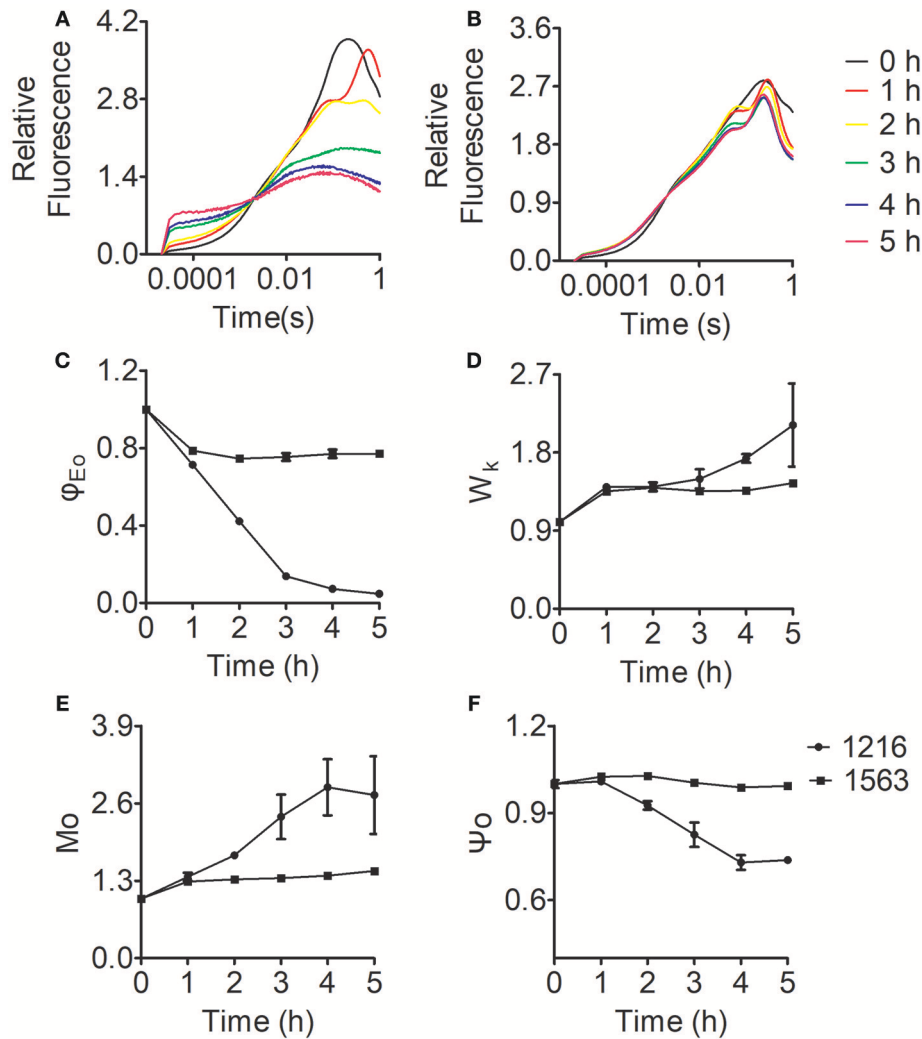 A
Relative
Fluorescence
4.2
2.8
1.4
0.0
0.0001 0.01 1
Time(s)
B
Relative
Fluorescence
3.6
2.7
1.8
0.9
0.0
0.0001 0.01 1
Time (s)
0 h
1 h
2 h
3 h
4 h
5 h
C
φEo
1.2
0.8
0.4
0.0
0 1 2 3 4 5
Time (h)
D
Wk
2.7
1.8
0.9
0.0
0 1 2 3 4 5
Time (h)
E
Mo
3.9
2.6
1.3
0.0
0 1 2 3 4 5
Time (h)
F
Ψo
1.2
0.9
0.6
0 1 2 3 4 5
Time (h)
1216
1563